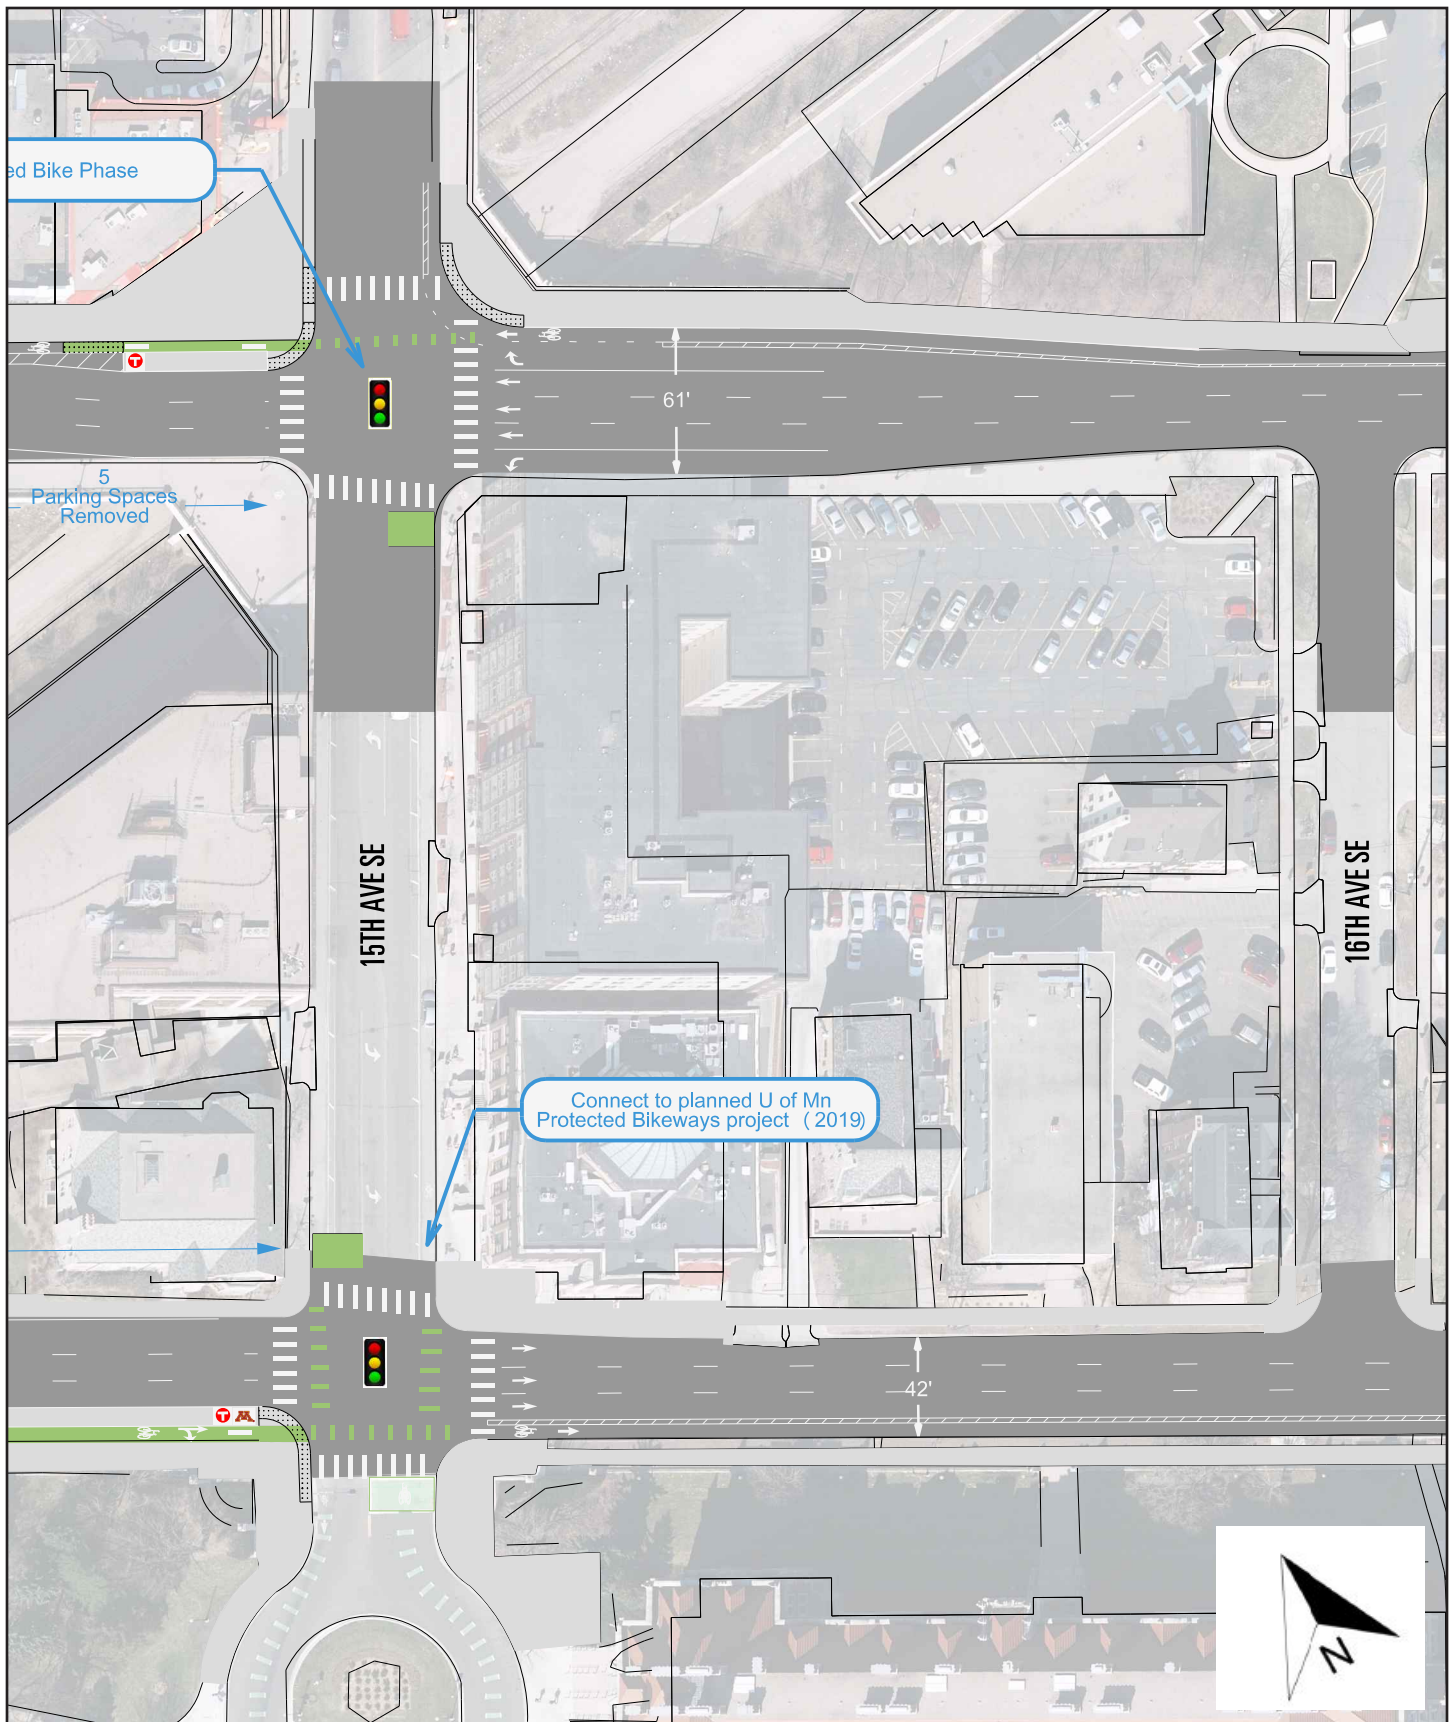 ed Bike Phase
61'
5
Parking Spaces
Removed
15TH AVE SE
16TH AVE SE
Connect to planned U of Mn
Protected Bikeways project ( 2019)
42'
T
T M
N